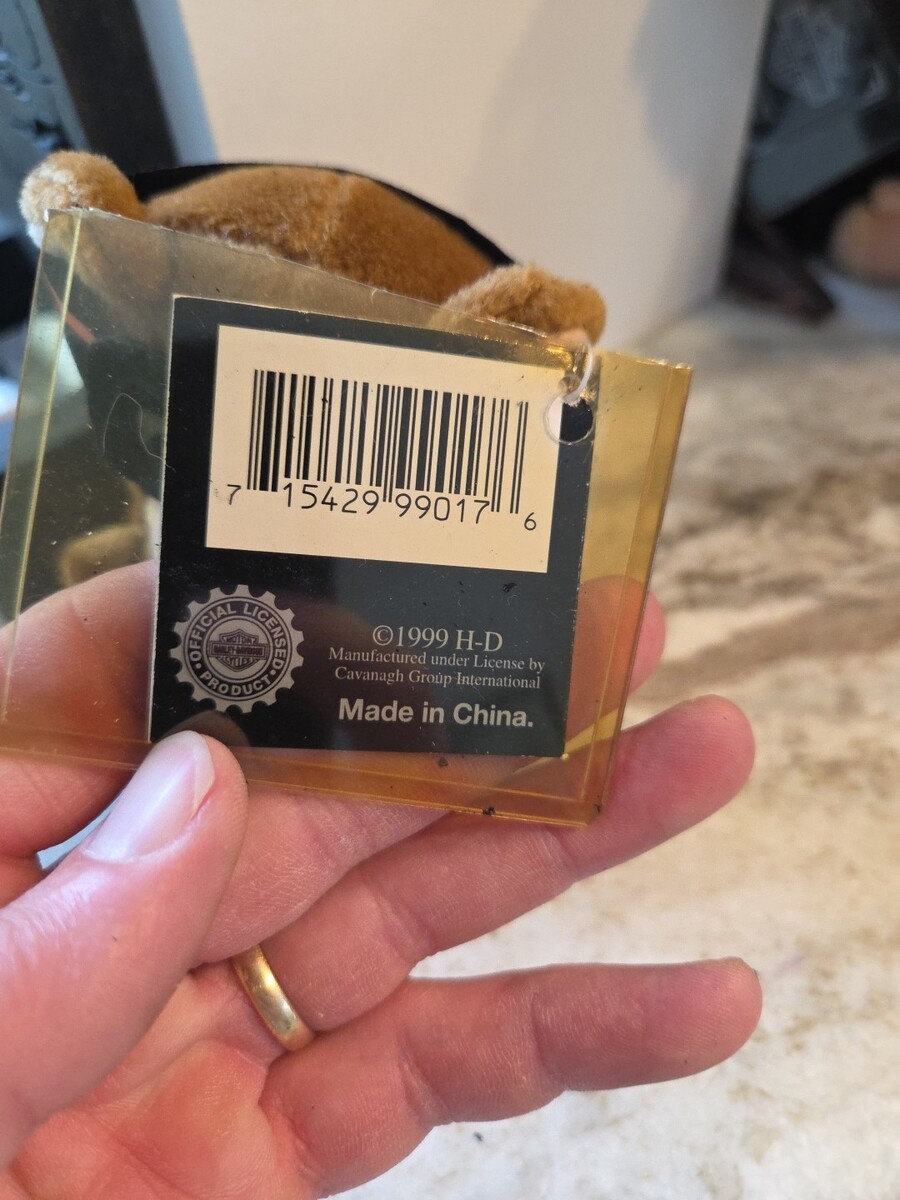 7 15429 99017 6
OFFICIAL LICENSED
MOTOR
HARLEY-DAVIDSON
CYCLES
PRODUCT
©1999 H-D
Manufactured under License by
Cavanagh Group International
Made in China.